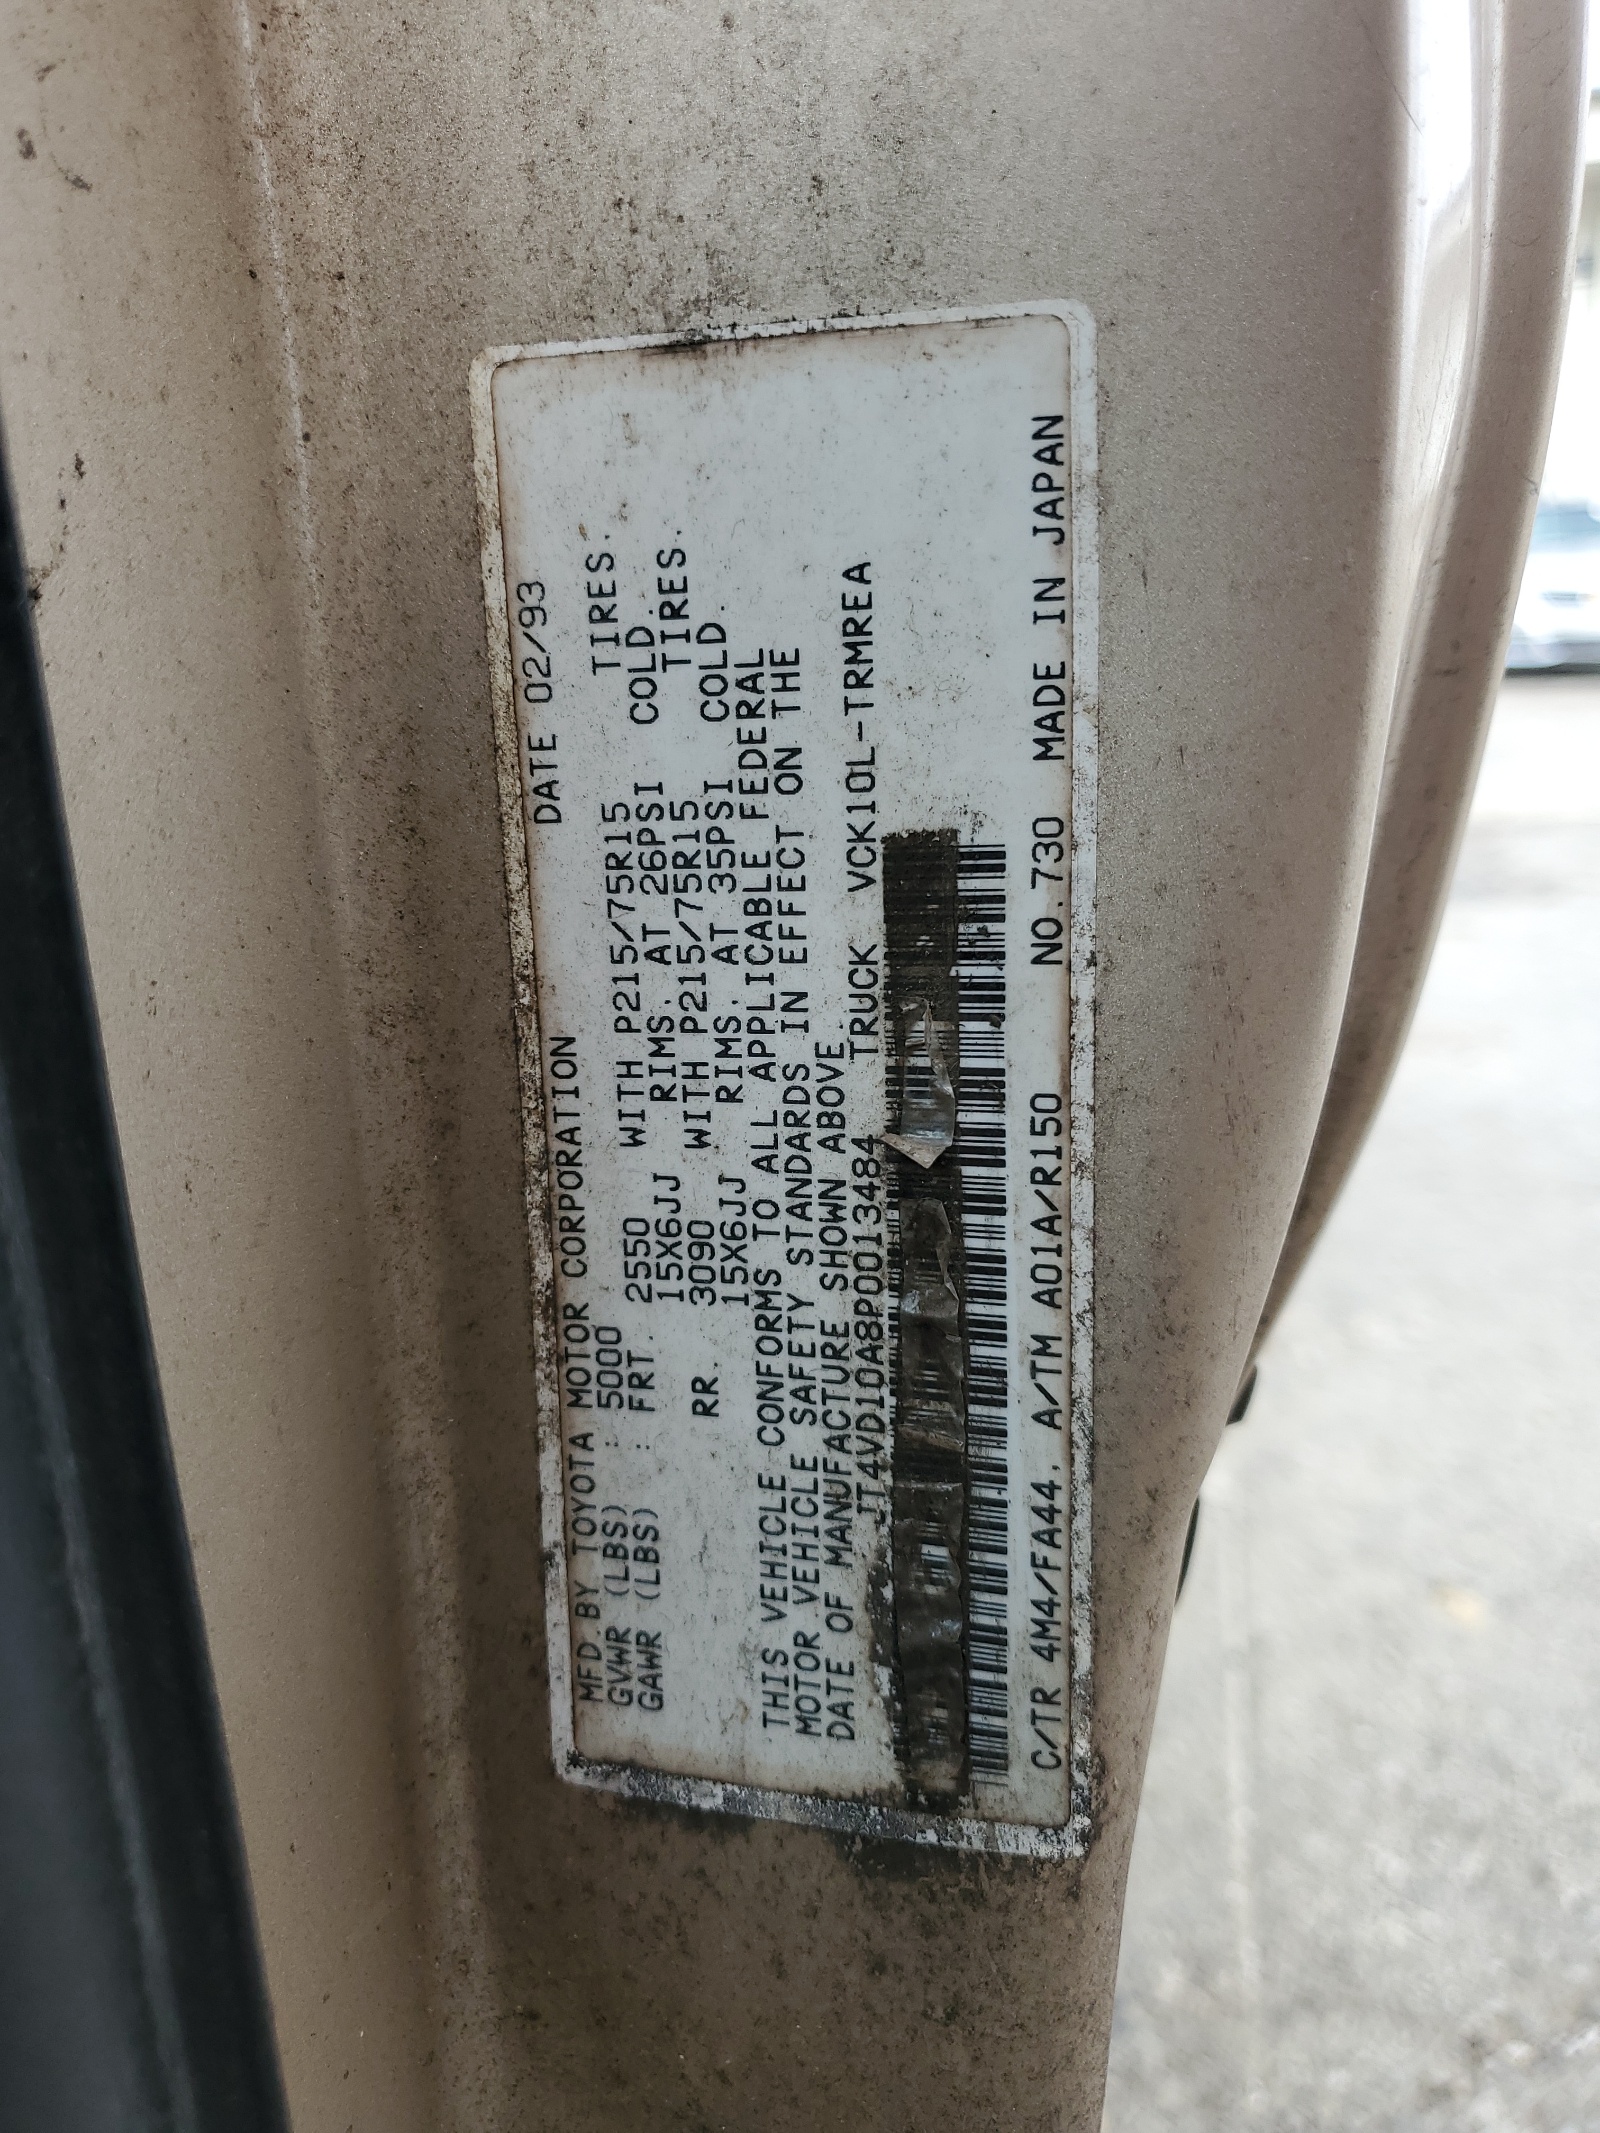 MFD.BY TOYOTA MOTOR CORPORATION DATE 02/93
GVWR (LBS) : 5000
GAWR (LBS) : FRT. 2550 WITH P215/75R15 TIRES.
15X6JJ RIMS. AT 26PSI COLD.
RR. 3090 WITH P215/75R15 TIRES.
15X6JJ RIMS. AT 35PSI COLD.
THIS VEHICLE CONFORMS TO ALL APPLICABLE FEDERAL
MOTOR VEHICLE SAFETY STANDARDS IN EFFECT ON THE
DATE OF MANUFACTURE SHOWN ABOVE.
JT4VD10A8P0013484 TRUCK VCK10L-TRMREA
C/TR 4M4/FA44, A/TM A01A/R150 NO.730 MADE IN JAPAN